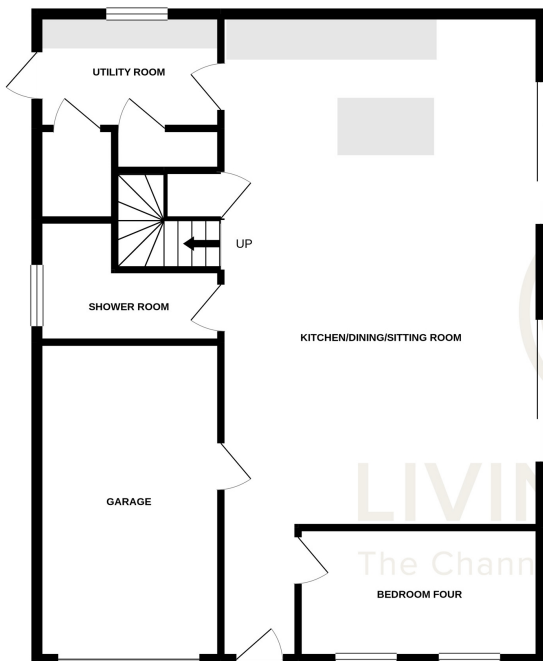 UTILITY ROOM
UP
SHOWER ROOM
KITCHEN/DINING/SITTING ROOM
GARAGE
LIVIN
The Chann
BEDROOM FOUR